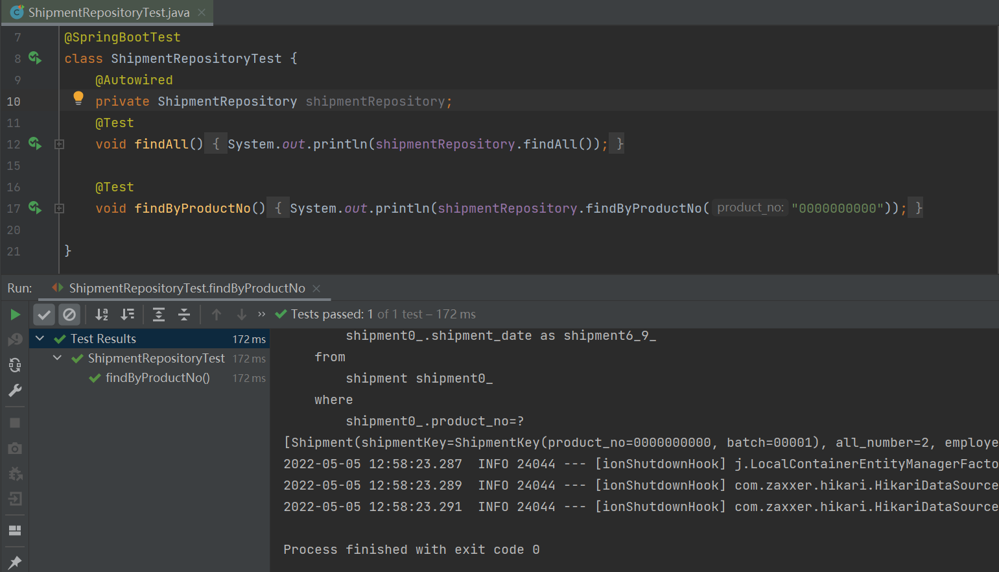 ShipmentRepositoryTest.java
7 @SpringBootTest
8 class ShipmentRepositoryTest {
9 @Autowired
10 private ShipmentRepository shipmentRepository;
11 @Test
12 void findAll() { System.out.println(shipmentRepository.findAll()); }
15
16 @Test
17 void findByProductNo() { System.out.println(shipmentRepository.findByProductNo( product_no: "0000000000")); }
20
21 }
Run: ShipmentRepositoryTest.findByProductNo
Tests passed: 1 of 1 test – 172 ms
Test Results 172 ms
ShipmentRepositoryTest 172 ms
findByProductNo() 172 ms
shipment0_.shipment_date as shipment6_9_
from
shipment shipment0_
where
shipment0_.product_no=?
[Shipment(shipmentKey=ShipmentKey(product_no=0000000000, batch=00001), all_number=2, employe
2022-05-05 12:58:23.287  INFO 24044 --- [ionShutdownHook] j.LocalContainerEntityManagerFacto
2022-05-05 12:58:23.289  INFO 24044 --- [ionShutdownHook] com.zaxxer.hikari.HikariDataSource
2022-05-05 12:58:23.291  INFO 24044 --- [ionShutdownHook] com.zaxxer.hikari.HikariDataSource
Process finished with exit code 0